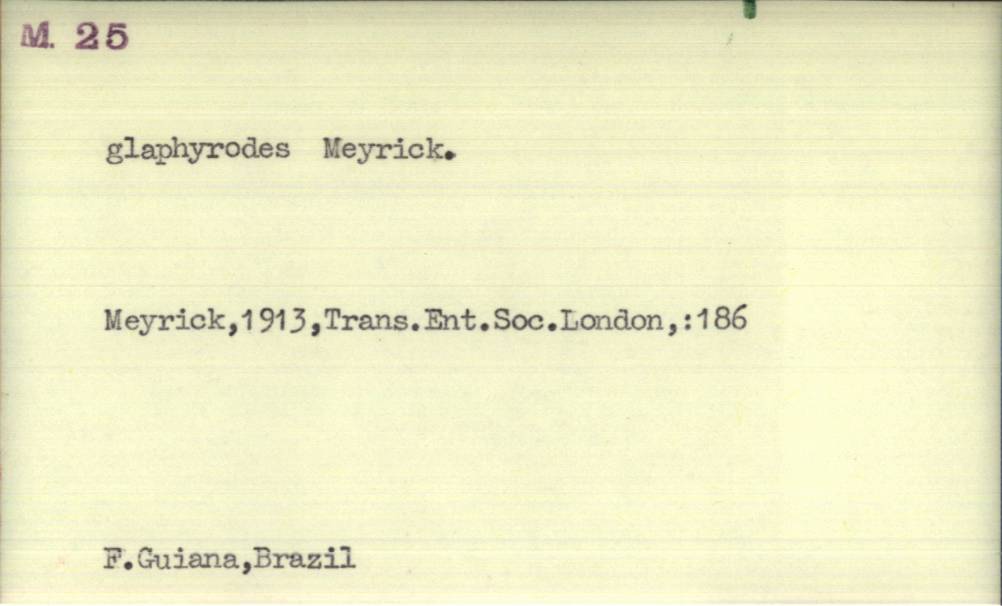 M. 25
glaphyrodes Meyrick.
Meyrick,1913,Trans.Ent.Soc.London,:186
F.Guiana,Brazil